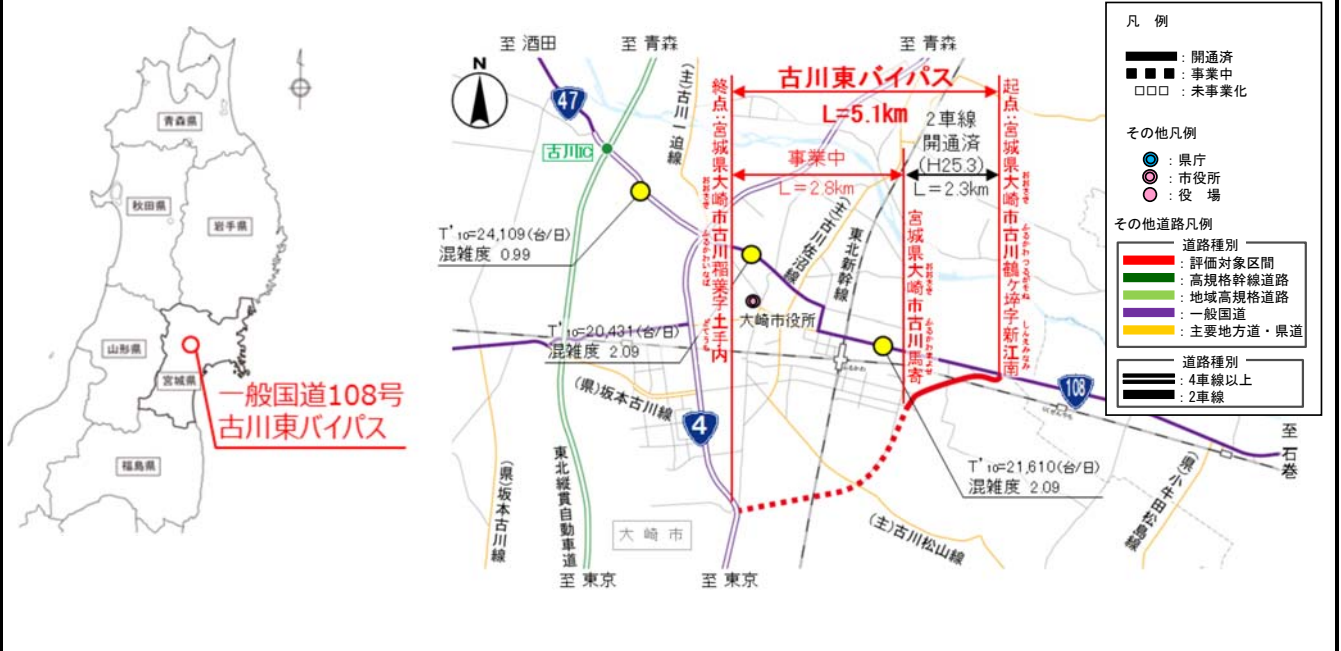 青森県
秋田県
岩手県
山形県
宮城県
福島県
一般国道108号
古川東バイパス
至 酒田
至 青森
至 青森
N
47
古川IC
(主)古川一迫線
古川東バイパス
L=5.1km
事業中
L=2.8km
2車線
開通済
(H25.3)
L=2.3km
終点:宮城県大崎市古川稲葉字土手内
起点:宮城県大崎市古川鶴ケ埣字新江南
宮城県大崎市古川馬寄
T'10=24,109(台/日)
混雑度 0.99
(主)古川佐沼線
東北新幹線
大崎市役所
T'10=20,431(台/日)
混雑度 2.09
(県)坂本古川線
4
108
至 石巻
T'10=21,610(台/日)
混雑度 2.09
(県)坂本古川線
東北縦貫自動車道
大崎市
(主)古川松山線
(県)小牛田松島線
至 東京
至 東京
凡 例
:開通済
:事業中
:未事業化
その他凡例
:県庁
:市役所
:役 場
その他道路凡例
道路種別
:評価対象区間
:高規格幹線道路
:地域高規格道路
:一般国道
:主要地方道・県道
道路種別
:4車線以上
:2車線